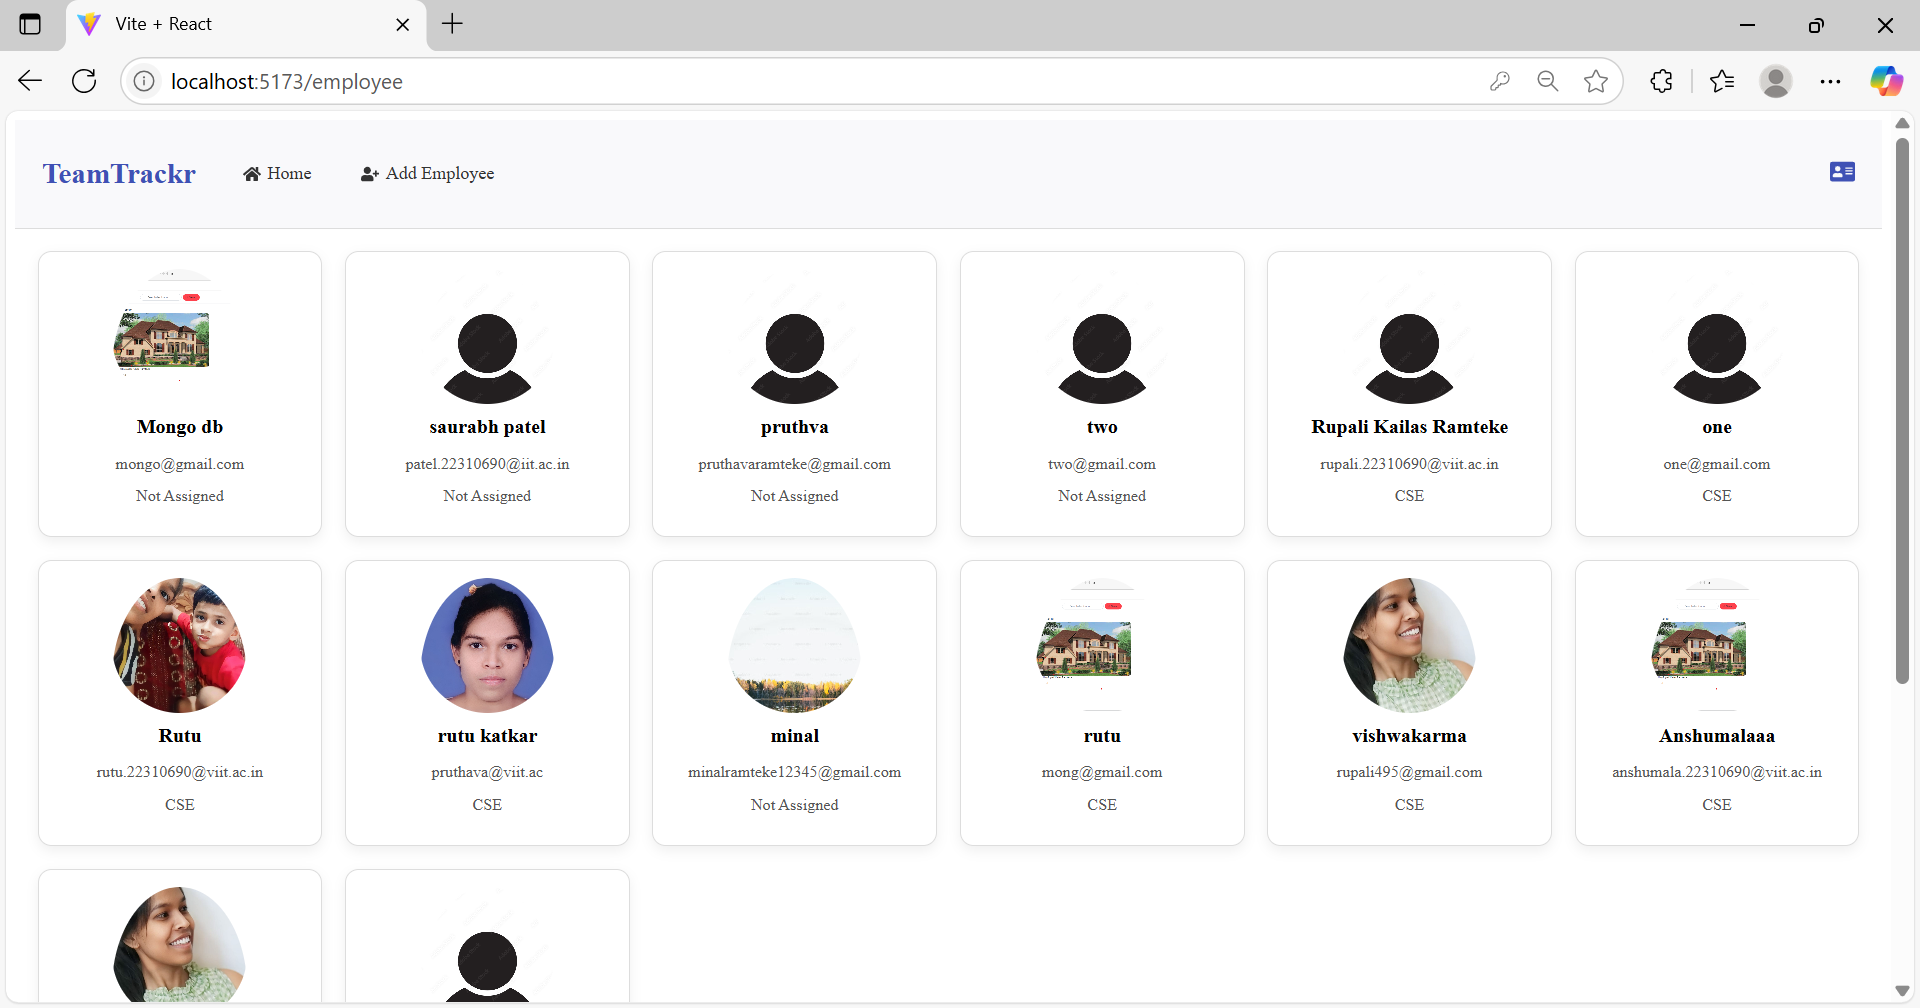 Vite + React
localhost:5173/employee
TeamTrackr
Home
Add Employee
Mongo db
mongo@gmail.com
Not Assigned
saurabh patel
patel.22310690@iit.ac.in
Not Assigned
pruthva
pruthavaramteke@gmail.com
Not Assigned
two
two@gmail.com
Not Assigned
Rupali Kailas Ramteke
rupali.22310690@viit.ac.in
CSE
one
one@gmail.com
CSE
Rutu
rutu.22310690@viit.ac.in
CSE
rutu katkar
pruthava@viit.ac
CSE
minal
minalramteke12345@gmail.com
Not Assigned
rutu
mong@gmail.com
CSE
vishwakarma
rupali495@gmail.com
CSE
Anshumalaaa
anshumala.22310690@viit.ac.in
CSE